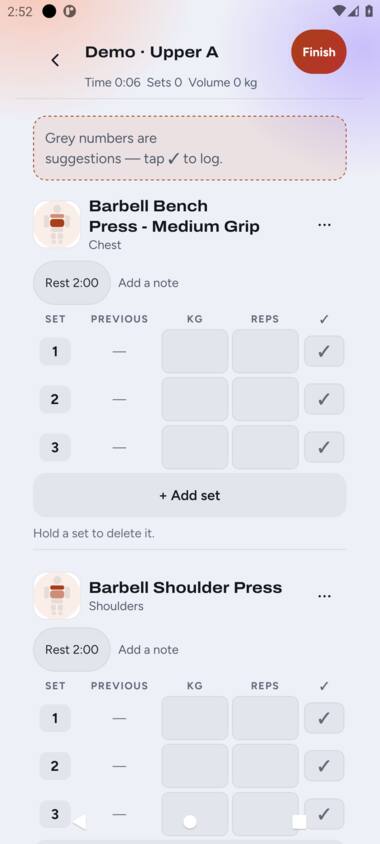 2:52
Demo · Upper A
Finish
Time 0:06 Sets 0 Volume 0 kg
Grey numbers are
suggestions — tap ✓ to log.
Barbell Bench
Press - Medium Grip
Chest
...
Rest 2:00
Add a note
SET PREVIOUS KG REPS ✓
1 — ✓
2 — ✓
3 — ✓
+ Add set
Hold a set to delete it.
Barbell Shoulder Press
Shoulders
...
Rest 2:00
Add a note
SET PREVIOUS KG REPS ✓
1 — ✓
2 — ✓
3 — ✓